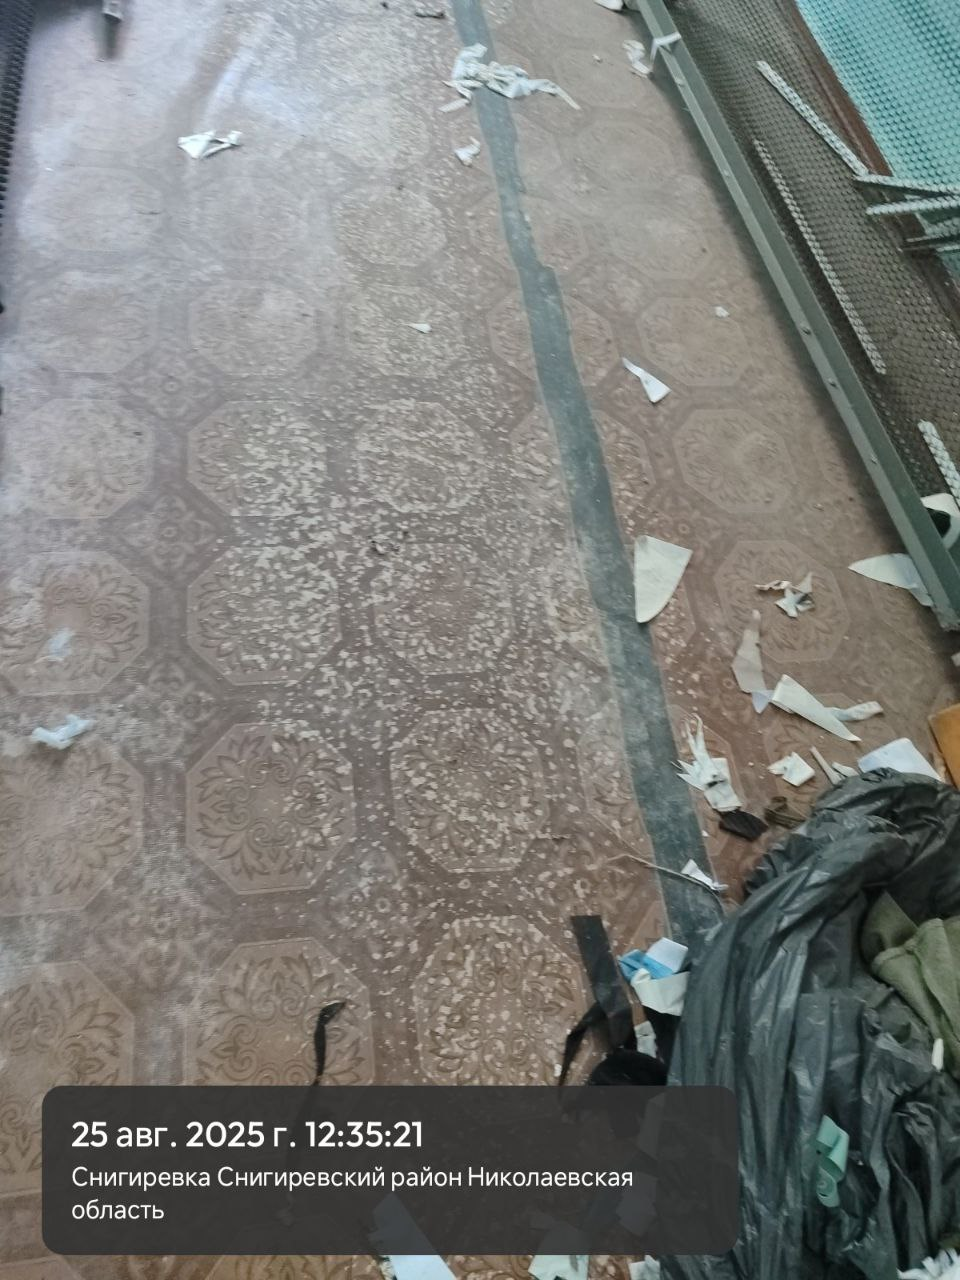 25 авг. 2025 г. 12:35:21
Снигиревка Снигиревский район Николаевская
область